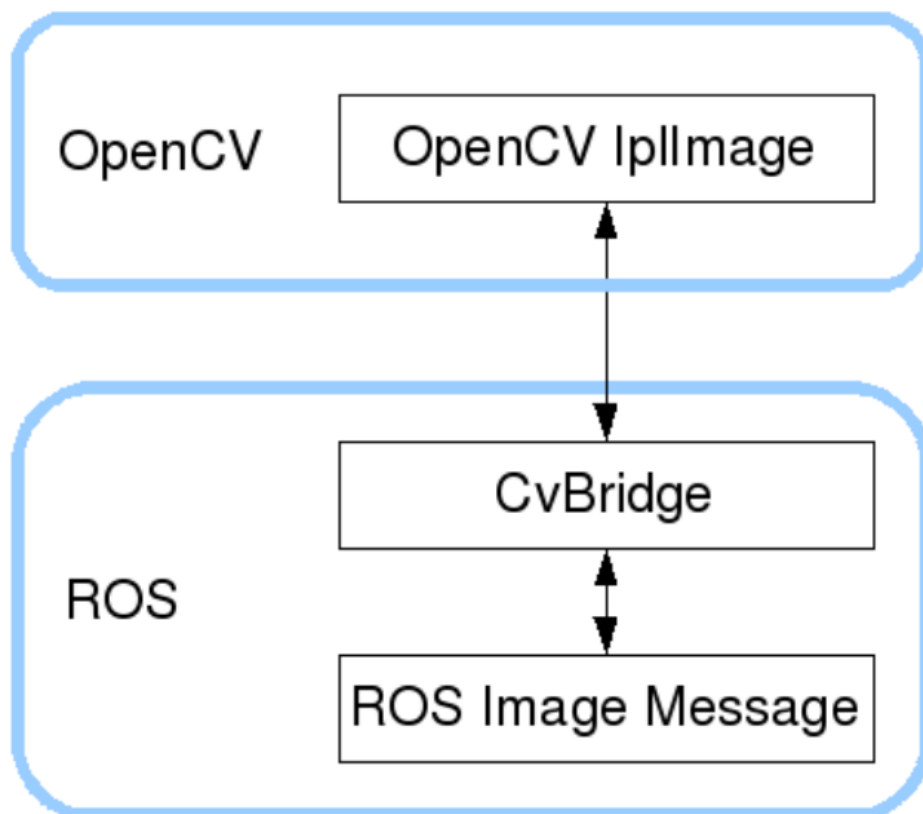 OpenCV
OpenCV IplImage
CvBridge
ROS
ROS Image Message